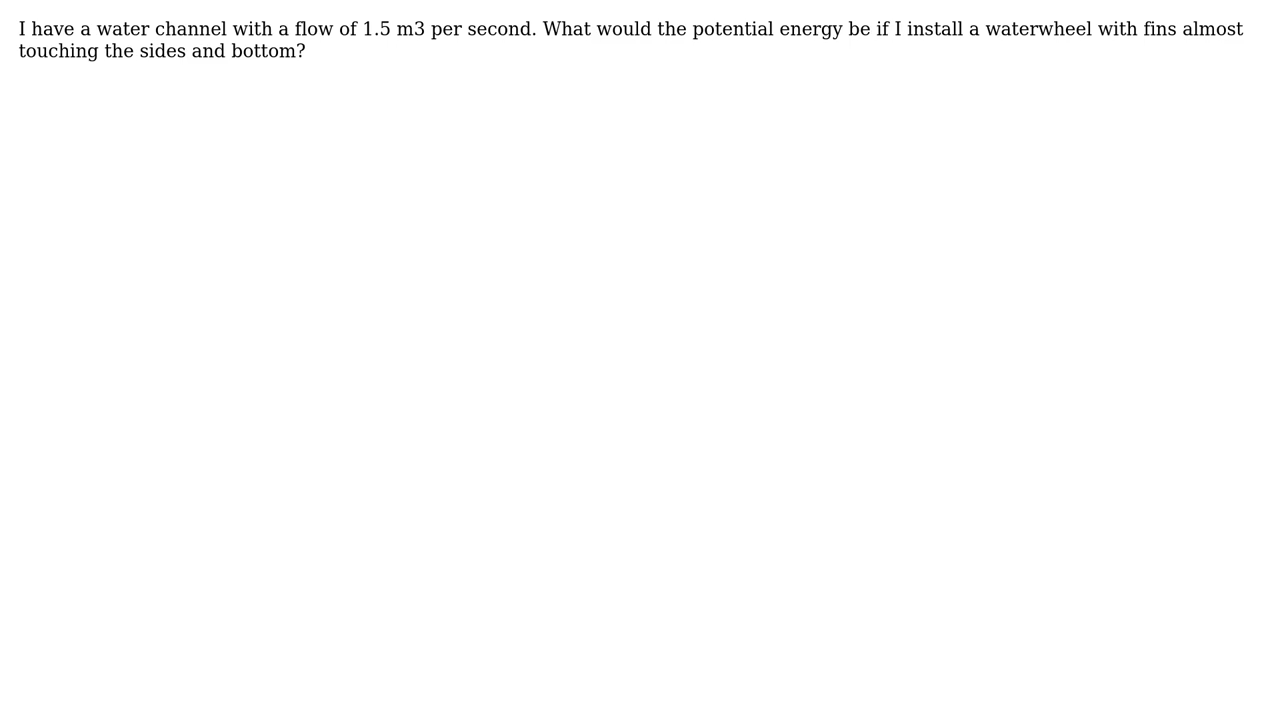 I have a water channel with a flow of 1.5 m3 per second. What would the potential energy be if I install a waterwheel with fins almost
touching the sides and bottom?